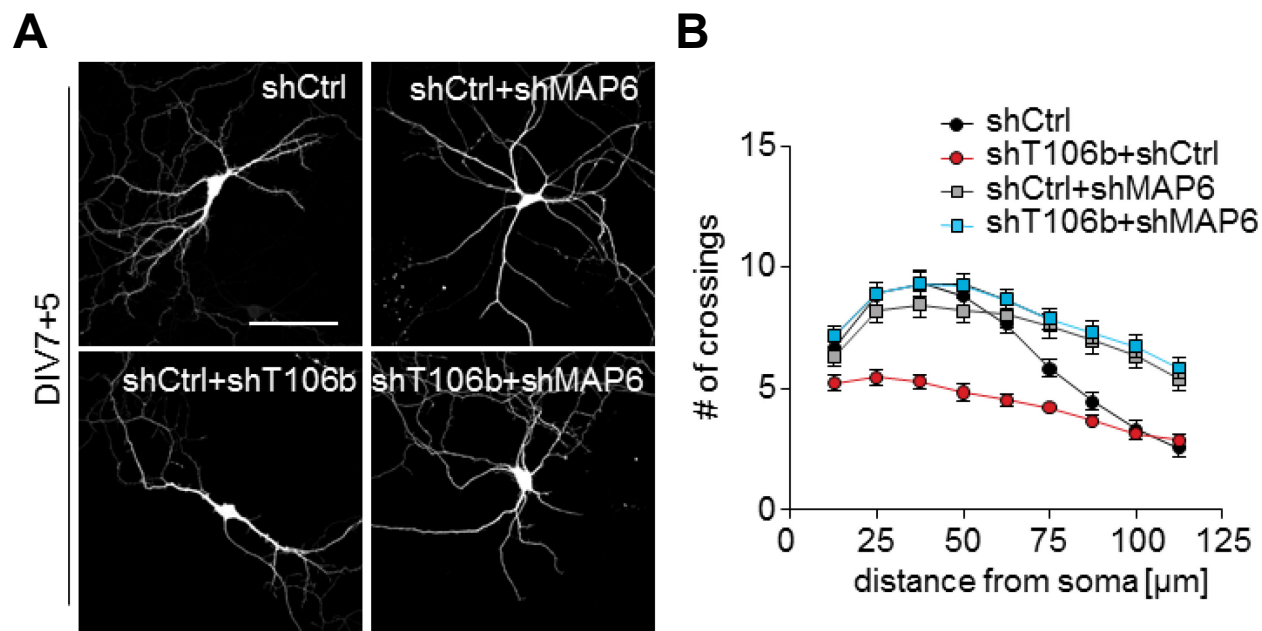 A
shCtrl
shCtrl+shMAP6
shCtrl+shT106b
shT106b+shMAP6
DIV7+5
B
shCtrl
shT106b+shCtrl
shCtrl+shMAP6
shT106b+shMAP6
15
10
5
0
# of crossings
0 25 50 75 100 125
distance from soma [µm]